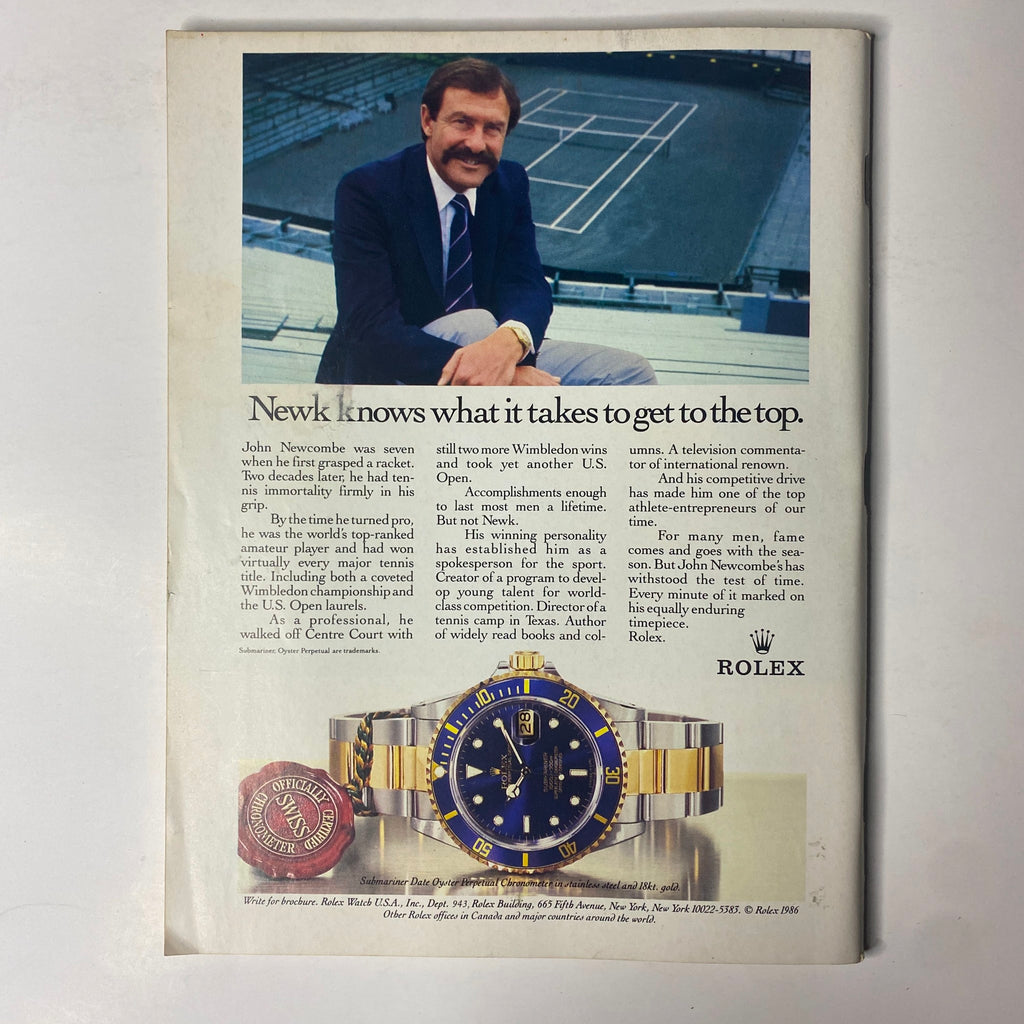 Newk knows what it takes to get to the top.
John Newcombe was seven
when he first grasped a racket.
Two decades later, he had ten-
nis immortality firmly in his
grip.
By the time he turned pro,
he was the world's top-ranked
amateur player and had won
virtually every major tennis
title. Including both a coveted
Wimbledon championship and
the U.S. Open laurels.
As a professional, he
walked off Centre Court with
still two more Wimbledon wins
and took yet another U.S.
Open.
Accomplishments enough
to last most men a lifetime.
But not Newk.
His winning personality
has established him as a
spokesperson for the sport.
Creator of a program to devel-
op young talent for world-
class competition. Director of a
tennis camp in Texas. Author
of widely read books and col-
umns. A television commenta-
tor of international renown.
And his competitive drive
has made him one of the top
athlete-entrepreneurs of our
time.
For many men, fame
comes and goes with the sea-
son. But John Newcombe's has
withstood the test of time.
Every minute of it marked on
his equally enduring
timepiece.
Rolex.
Submariner, Oyster Perpetual are trademarks.
ROLEX
10
20
30
40
50
28
ROLEX
OFFICIALLY CERTIFIED
SWISS
CHRONOMETER
Submariner Date Oyster Perpetual Chronometer in stainless steel and 18kt. gold.
Write for brochure. Rolex Watch U.S.A., Inc., Dept. 943, Rolex Building, 665 Fifth Avenue, New York, New York 10022-5383. © Rolex 1986
Other Rolex offices in Canada and major countries around the world.